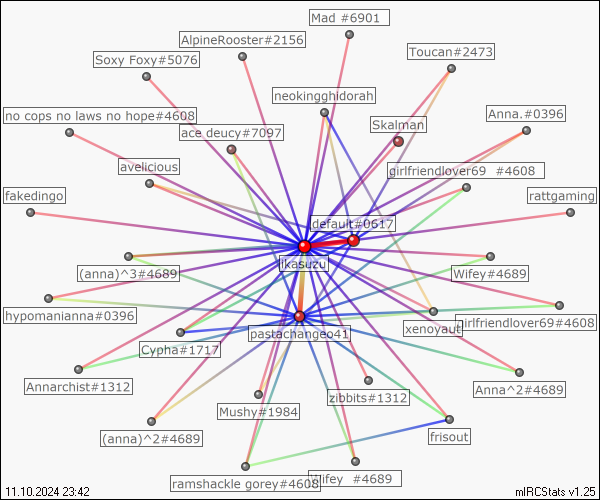 Mad #6901
AlpineRooster#2156
Toucan#2473
Soxy Foxy#5076
neokingghidorah
no cops no laws no hope#4608
Anna.#0396
Skalman
ace deucy#7097
avelicious
girlfriendlover69 #4608
fakedingo
rattgaming
default#0617
ikasuzu
(anna)^3#4689
Wifey#4689
hypomanianna#0396
girlfriendlover69#4608
xenoyaut
pastachangeo41
Cypha#1717
Annarchist#1312
Anna^2#4689
zibbits#1312
Mushy#1984
(anna)^2#4689
frisout
ramshackle gorey#4608
Wifey #4689
11.10.2024 23:42
mIRCStats v1.25